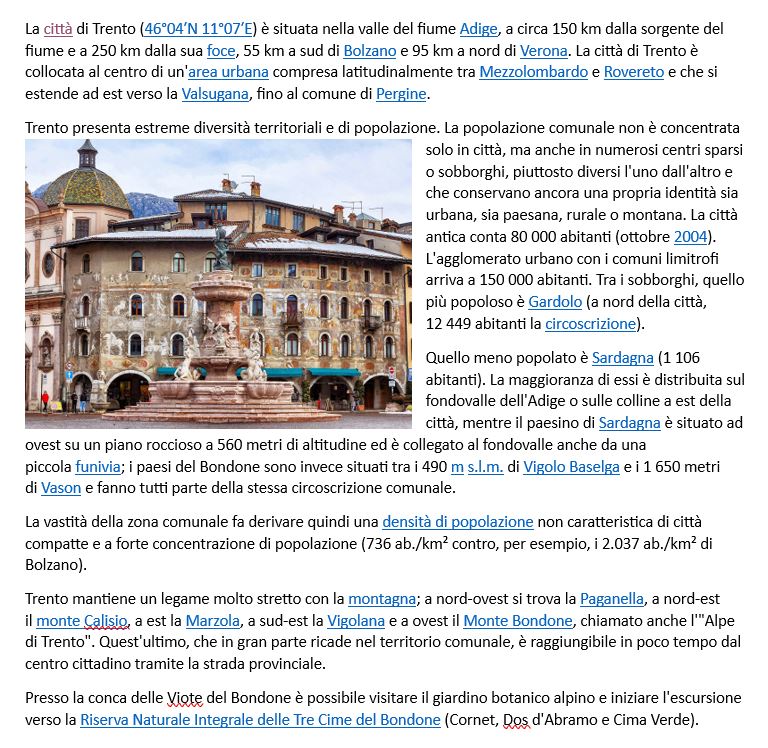 La città di Trento (46°04′N 11°07′E) è situata nella valle del fiume Adige, a circa 150 km dalla sorgente del
fiume e a 250 km dalla sua foce, 55 km a sud di Bolzano e 95 km a nord di Verona. La città di Trento è
collocata al centro di un'area urbana compresa latitudinalmente tra Mezzolombardo e Rovereto e che si
estende ad est verso la Valsugana, fino al comune di Pergine.
Trento presenta estreme diversità territoriali e di popolazione. La popolazione comunale non è concentrata
solo in città, ma anche in numerosi centri sparsi
o sobborghi, piuttosto diversi l'uno dall'altro e
che conservano ancora una propria identità sia
urbana, sia paesana, rurale o montana. La città
antica conta 80 000 abitanti (ottobre 2004).
L'agglomerato urbano con i comuni limitrofi
arriva a 150 000 abitanti. Tra i sobborghi, quello
più popoloso è Gardolo (a nord della città,
12 449 abitanti la circoscrizione).
Quello meno popolato è Sardagna (1 106
abitanti). La maggioranza di essi è distribuita sul
fondovalle dell'Adige o sulle colline a est della
città, mentre il paesino di Sardagna è situato ad
ovest su un piano roccioso a 560 metri di altitudine ed è collegato al fondovalle anche da una
piccola funivia; i paesi del Bondone sono invece situati tra i 490 m s.l.m. di Vigolo Baselga e i 1 650 metri
di Vason e fanno tutti parte della stessa circoscrizione comunale.
La vastità della zona comunale fa derivare quindi una densità di popolazione non caratteristica di città
compatte e a forte concentrazione di popolazione (736 ab./km² contro, per esempio, i 2.037 ab./km² di
Bolzano).
Trento mantiene un legame molto stretto con la montagna; a nord-ovest si trova la Paganella, a nord-est
il monte Calisio, a est la Marzola, a sud-est la Vigolana e a ovest il Monte Bondone, chiamato anche l'"Alpe
di Trento". Quest'ultimo, che in gran parte ricade nel territorio comunale, è raggiungibile in poco tempo dal
centro cittadino tramite la strada provinciale.
Presso la conca delle Viote del Bondone è possibile visitare il giardino botanico alpino e iniziare l'escursione
verso la Riserva Naturale Integrale delle Tre Cime del Bondone (Cornet, Dos d'Abramo e Cima Verde).